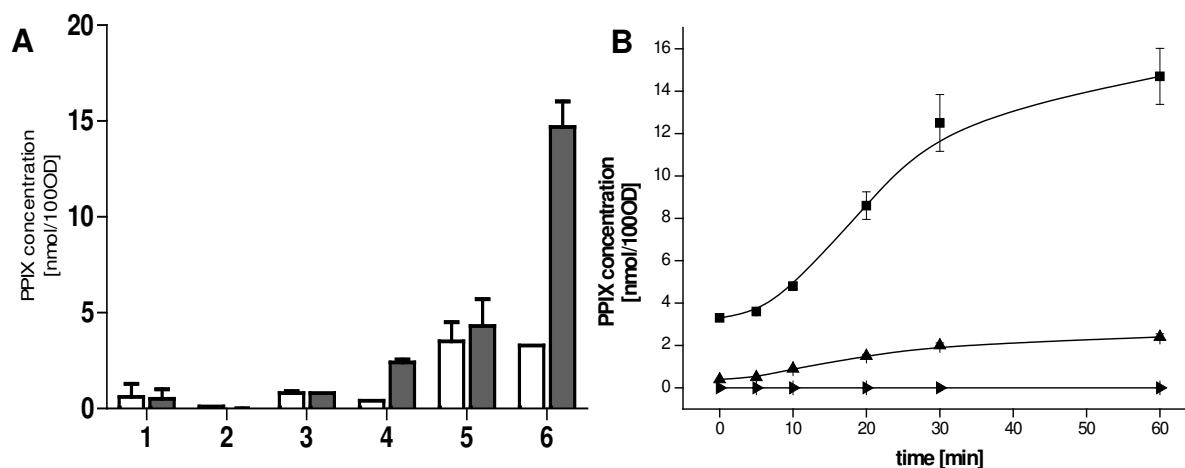 A
PPIX concentration
[nmol/100OD]
20
15
10
5
0
1 2 3 4 5 6
B
PPIX concentration
[nmol/100OD]
16
14
12
10
8
6
4
2
0
0 10 20 30 40 50 60
time [min]